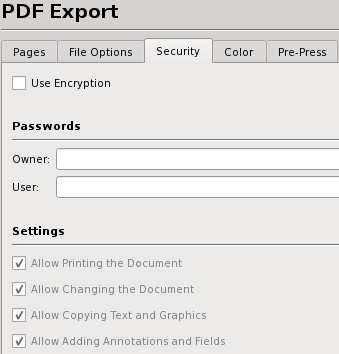 PDF Export
Pages File Options Security Color Pre-Press
Use Encryption
Passwords
Owner:
User:
Settings
Allow Printing the Document
Allow Changing the Document
Allow Copying Text and Graphics
Allow Adding Annotations and Fields